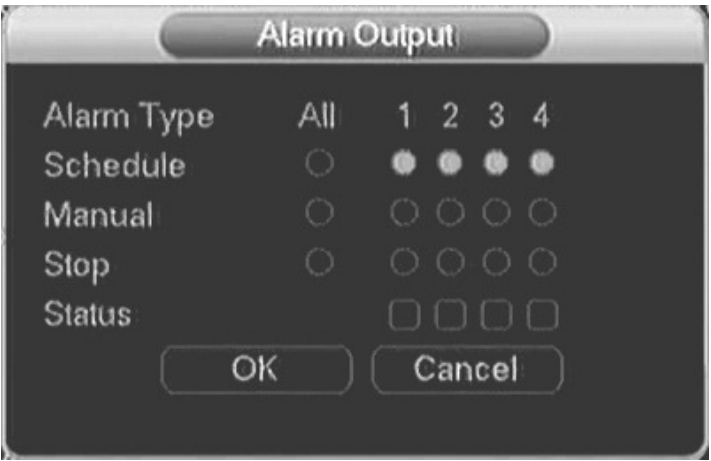 Alarm Output
Alarm Type All 1 2 3 4
Schedule
Manual
Stop
Status
OK Cancel